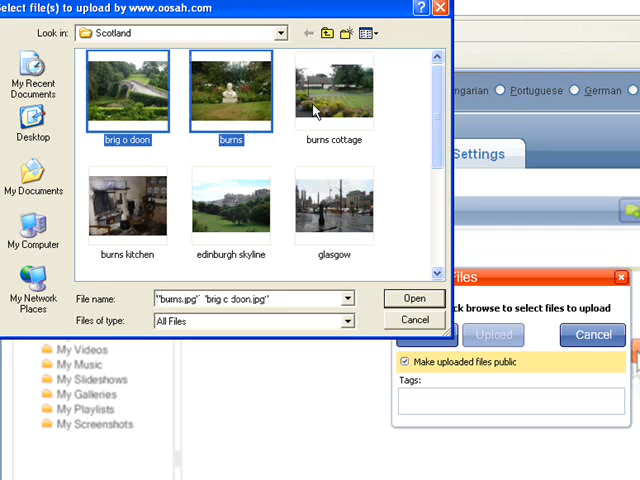 Select file(s) to upload by www.oosah.com
Look in:
Scotland
My Recent
Documents
Desktop
My Documents
My Computer
My Network
Places
brig o doon
burns
burns cottage
burns kitchen
edinburgh skyline
glasgow
File name:
"burns.jpg" "brig o doon.jpg"
Open
Files of type:
All Files
Cancel
Portuguese
German
Settings
browse to select files to upload
Upload
Cancel
Make uploaded files public
Tags:
My Videos
My Music
My Slideshows
My Galleries
My Playlists
My Screenshots